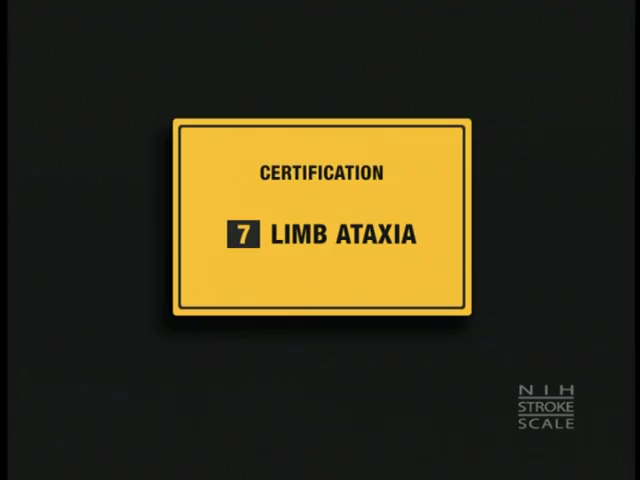 CERTIFICATION
7 LIMB ATAXIA
NIH
STROKE
SCALE